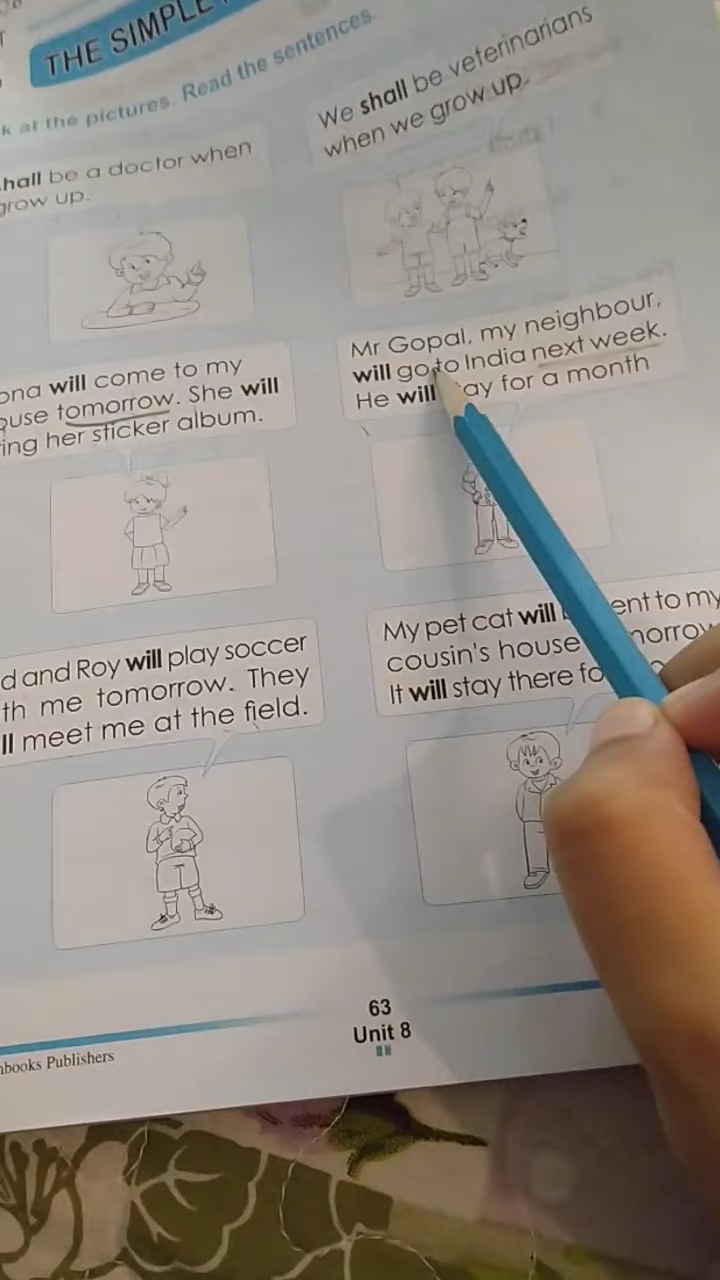 THE SIMPLE
at the pictures. Read the sentences.
hall be a doctor when
grow up.
We shall be veterinarians
when we grow up.
ona will come to my
ouse tomorrow. She will
ing her sticker album.
Mr Gopal, my neighbour,
will go to India next week.
He will tay for a month
d and Roy will play soccer
th me tomorrow. They
ll meet me at the field.
My pet cat will ent to my
cousin's house morrow
It will stay there fo
63
Unit 8
books Publishers